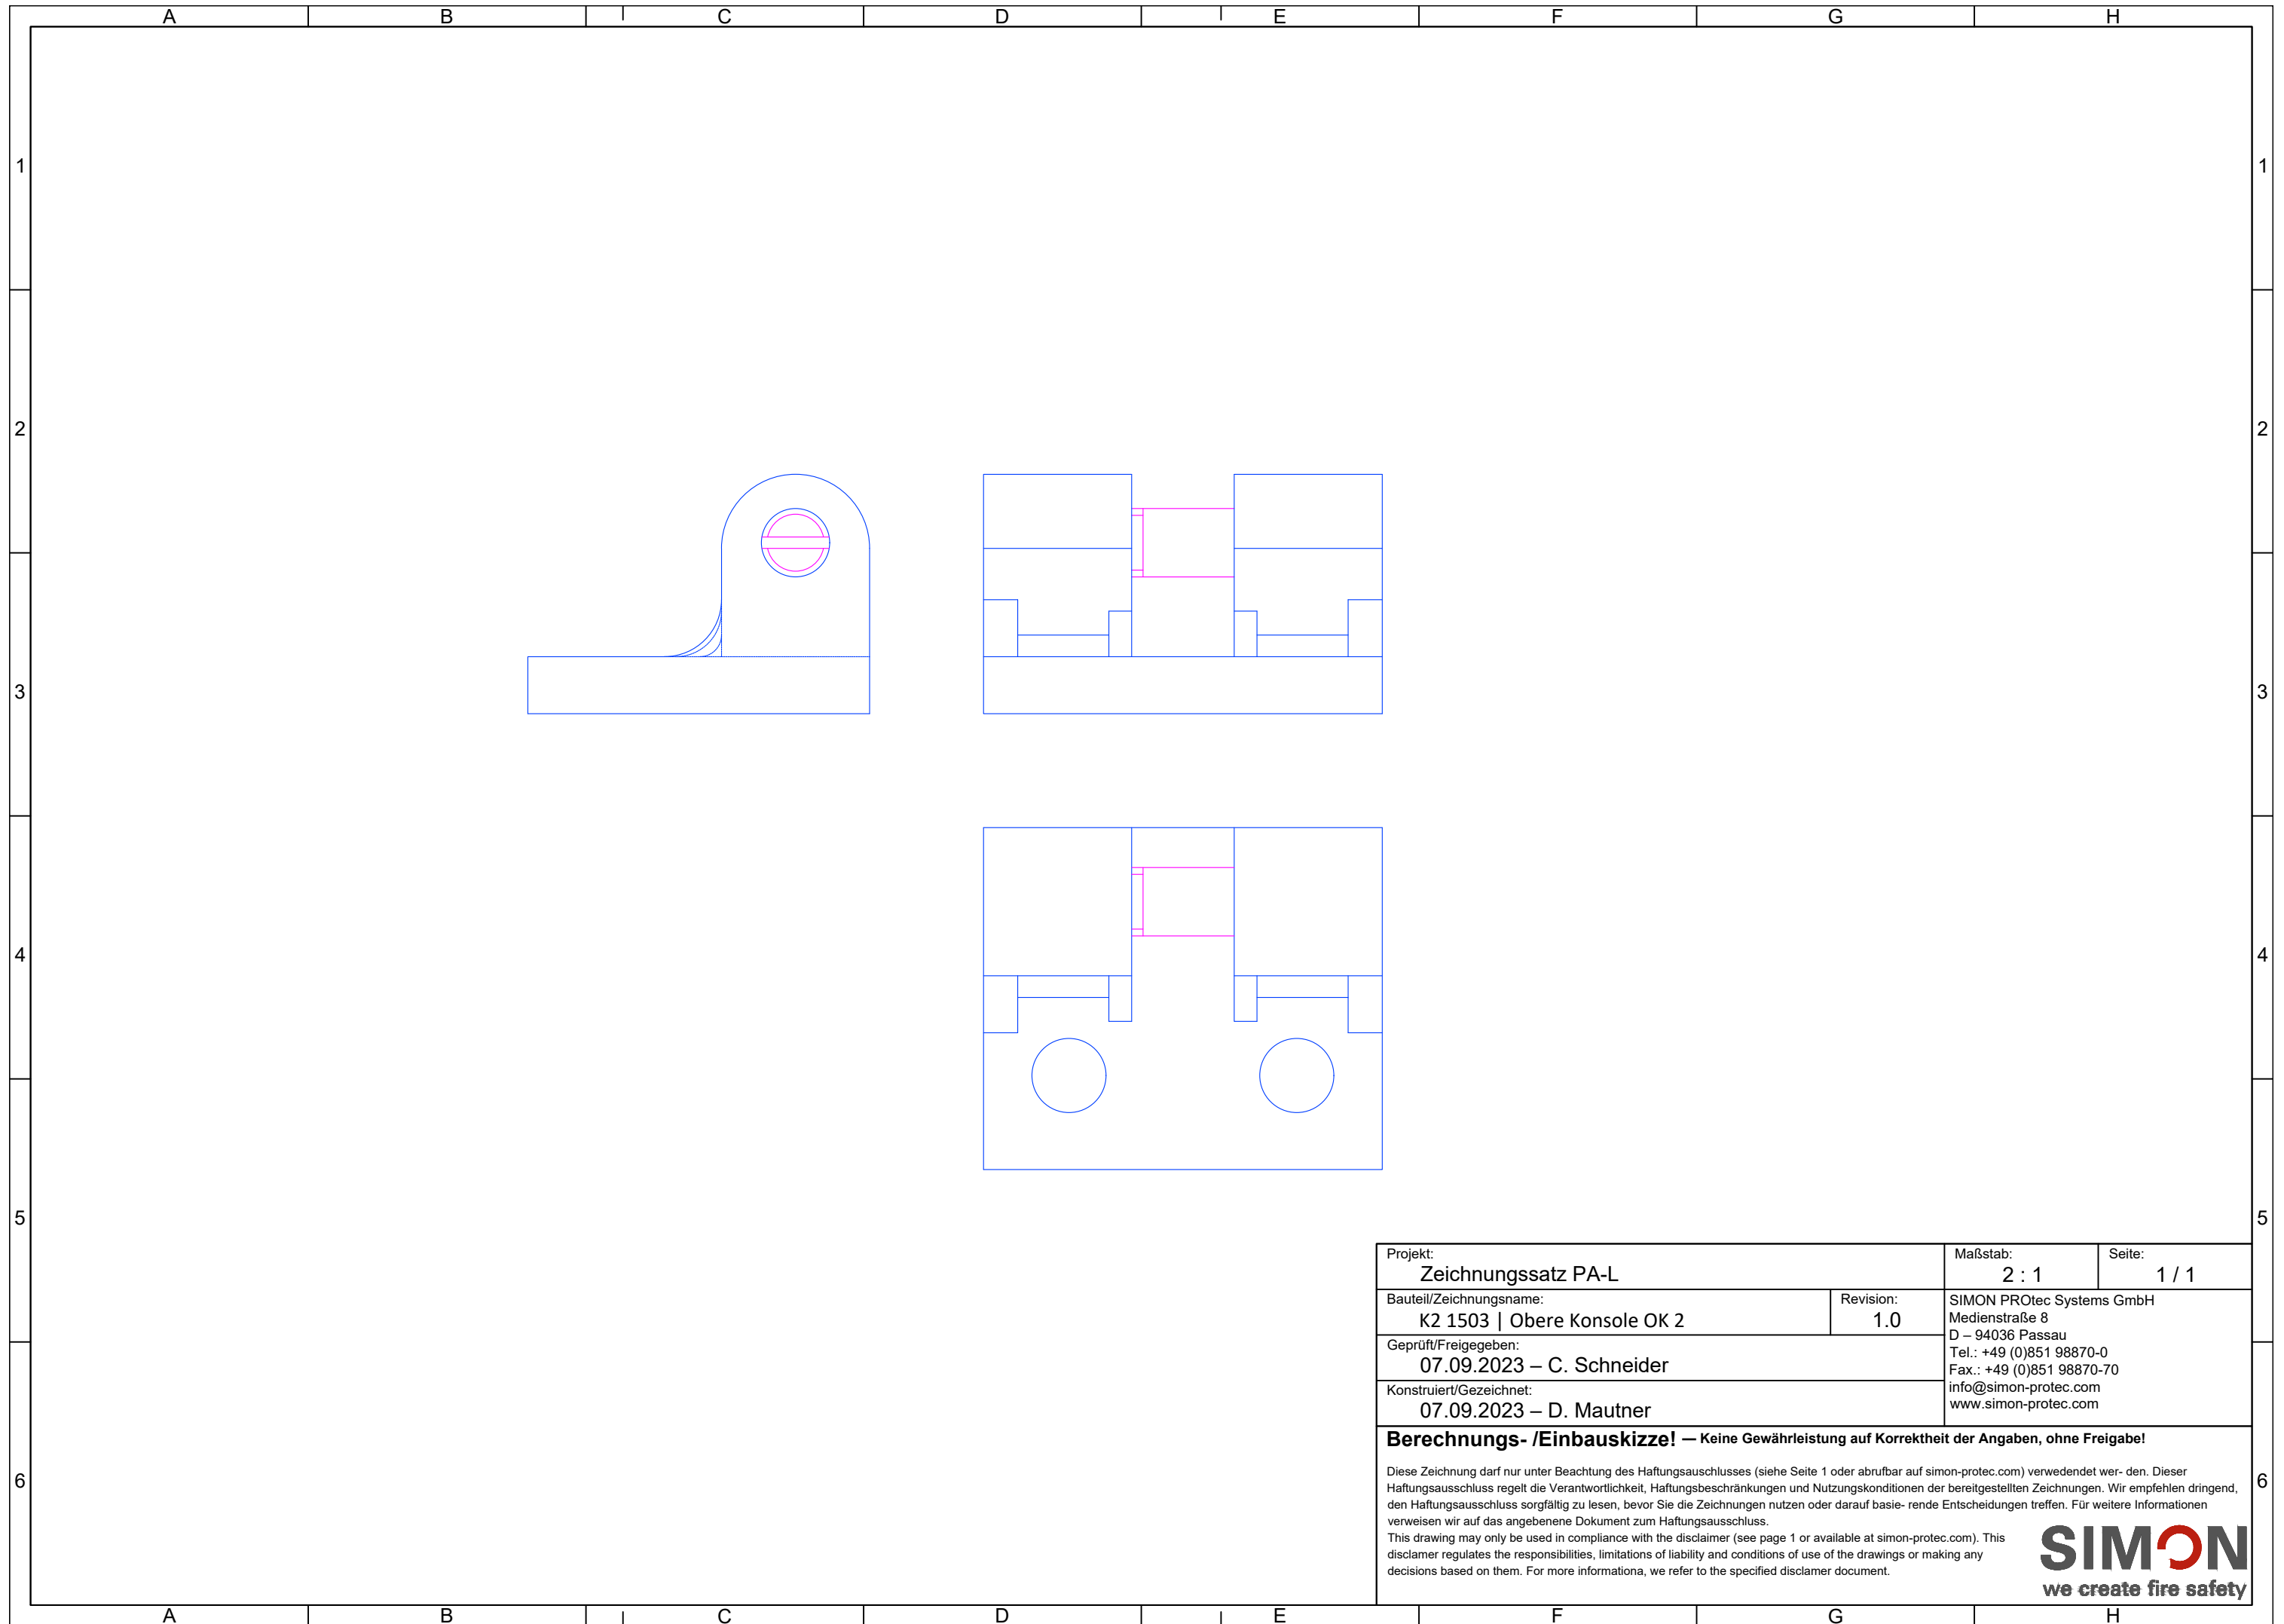 A B C D E F G H
1 1
2 2
3 3
4 4
5 5
6 6
Projekt:
Zeichnungssatz PA-L
Maßstab:
2 : 1
Seite:
1 / 1
Bauteil/Zeichnungsname:
K2 1503 | Obere Konsole OK 2
Revision:
1.0
Geprüft/Freigegeben:
07.09.2023 – C. Schneider
Konstruiert/Gezeichnet:
07.09.2023 – D. Mautner
SIMON PROtec Systems GmbH
Medienstraße 8
D – 94036 Passau
Tel.: +49 (0)851 98870-0
Fax.: +49 (0)851 98870-70
info@simon-protec.com
www.simon-protec.com
Berechnungs- /Einbauskizze! — Keine Gewährleistung auf Korrektheit der Angaben, ohne Freigabe!
Diese Zeichnung darf nur unter Beachtung des Haftungsauschlusses (siehe Seite 1 oder abrufbar auf simon-protec.com) verwedendet wer- den. Dieser
Haftungsausschluss regelt die Verantwortlichkeit, Haftungsbeschränkungen und Nutzungskonditionen der bereitgestellten Zeichnungen. Wir empfehlen dringend,
den Haftungsausschluss sorgfältig zu lesen, bevor Sie die Zeichnungen nutzen oder darauf basie- rende Entscheidungen treffen. Für weitere Informationen
verweisen wir auf das angebenene Dokument zum Haftungsausschluss.
This drawing may only be used in compliance with the disclaimer (see page 1 or available at simon-protec.com). This
disclamer regulates the responsibilities, limitations of liability and conditions of use of the drawings or making any
decisions based on them. For more informationa, we refer to the specified disclamer document.
SIMON
we create fire safety
A B C D E F G H